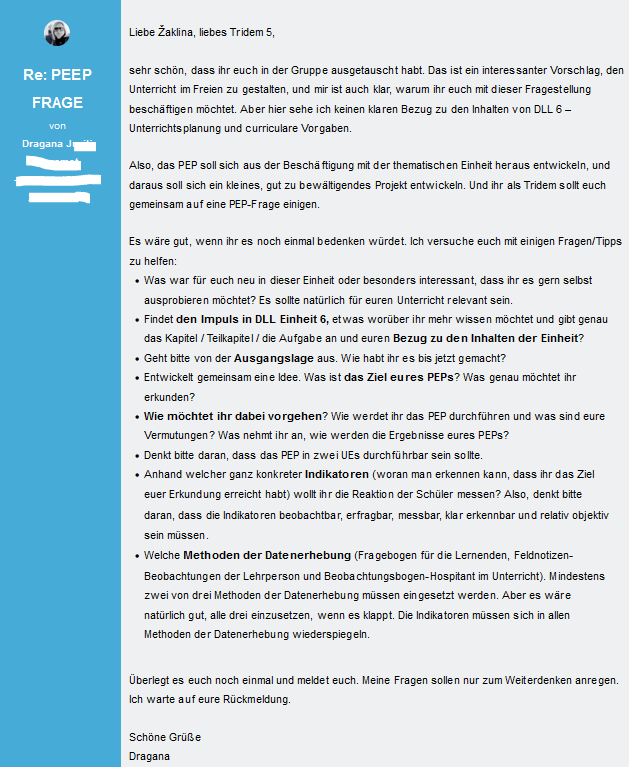 Re: PEEP
FRAGE
von
Dragana
Liebe Žaklina, liebes Tridem 5,
sehr schön, dass ihr euch in der Gruppe ausgetauscht habt. Das ist ein interessanter Vorschlag, den
Unterricht im Freien zu gestalten, und mir ist auch klar, warum ihr euch mit dieser Fragestellung
beschäftigen möchtet. Aber hier sehe ich keinen klaren Bezug zu den Inhalten von DLL 6 –
Unterrichtsplanung und curriculare Vorgaben.
Also, das PEP soll sich aus der Beschäftigung mit der thematischen Einheit heraus entwickeln, und
daraus soll sich ein kleines, gut zu bewältigendes Projekt entwickeln. Und ihr als Tridem sollt euch
gemeinsam auf eine PEP-Frage einigen.
Es wäre gut, wenn ihr es noch einmal bedenken würdet. Ich versuche euch mit einigen Fragen/Tipps
zu helfen:
• Was war für euch neu in dieser Einheit oder besonders interessant, dass ihr es gern selbst
ausprobieren möchtet? Es sollte natürlich für euren Unterricht relevant sein.
• Findet den Impuls in DLL Einheit 6, etwas worüber ihr mehr wissen möchtet und gibt genau
das Kapitel / Teilkapitel / die Aufgabe an und euren Bezug zu den Inhalten der Einheit?
• Geht bitte von der Ausgangslage aus. Wie habt ihr es bis jetzt gemacht?
• Entwickelt gemeinsam eine Idee. Was ist das Ziel eures PEPs? Was genau möchtet ihr
erkunden?
• Wie möchtet ihr dabei vorgehen? Wie werdet ihr das PEP durchführen und was sind eure
Vermutungen? Was nehmt ihr an, wie werden die Ergebnisse eures PEPs?
• Denkt bitte daran, dass das PEP in zwei UEs durchführbar sein sollte.
• Anhand welcher ganz konkreter Indikatoren (woran man erkennen kann, dass ihr das Ziel
euer Erkundung erreicht habt) wollt ihr die Reaktion der Schüler messen? Also, denkt bitte
daran, dass die Indikatoren beobachtbar, erfragbar, messbar, klar erkennbar und relativ objektiv
sein müssen.
• Welche Methoden der Datenerhebung (Fragebogen für die Lernenden, Feldnotizen-
Beobachtungen der Lehrperson und Beobachtungsbogen-Hospitant im Unterricht). Mindestens
zwei von drei Methoden der Datenerhebung müssen eingesetzt werden. Aber es wäre
natürlich gut, alle drei einzusetzen, wenn es klappt. Die Indikatoren müssen sich in allen
Methoden der Datenerhebung wiederspiegeln.
Überlegt es euch noch einmal und meldet euch. Meine Fragen sollen nur zum Weiterdenken anregen.
Ich warte auf eure Rückmeldung.
Schöne Grüße
Dragana